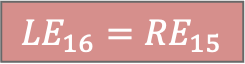 LE₁₆ = RE₁₅